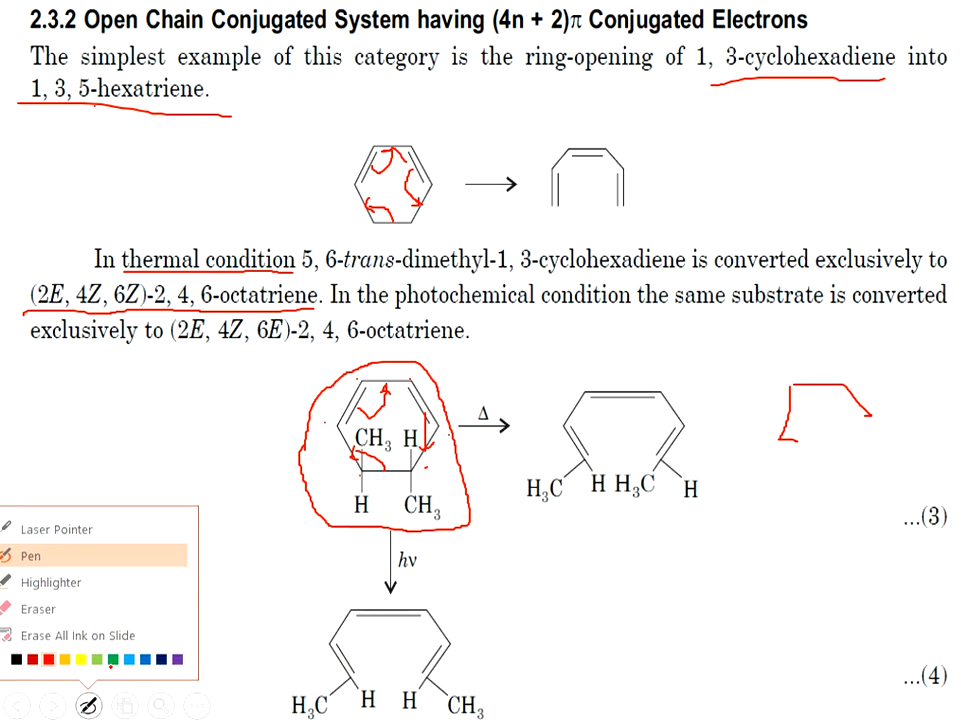 2.3.2 Open Chain Conjugated System having (4n + 2)π Conjugated Electrons
The simplest example of this category is the ring-opening of 1, 3-cyclohexadiene into
1, 3, 5-hexatriene.
In thermal condition 5, 6-trans-dimethyl-1, 3-cyclohexadiene is converted exclusively to
(2E, 4Z, 6Z)-2, 4, 6-octatriene. In the photochemical condition the same substrate is converted
exclusively to (2E, 4Z, 6E)-2, 4, 6-octatriene.
CH₃ H
Δ
H₃C H H₃C H
H CH₃
...(3)
hν
H₃C H H CH₃
...(4)
Laser Pointer
Pen
Highlighter
Eraser
Erase All Ink on Slide